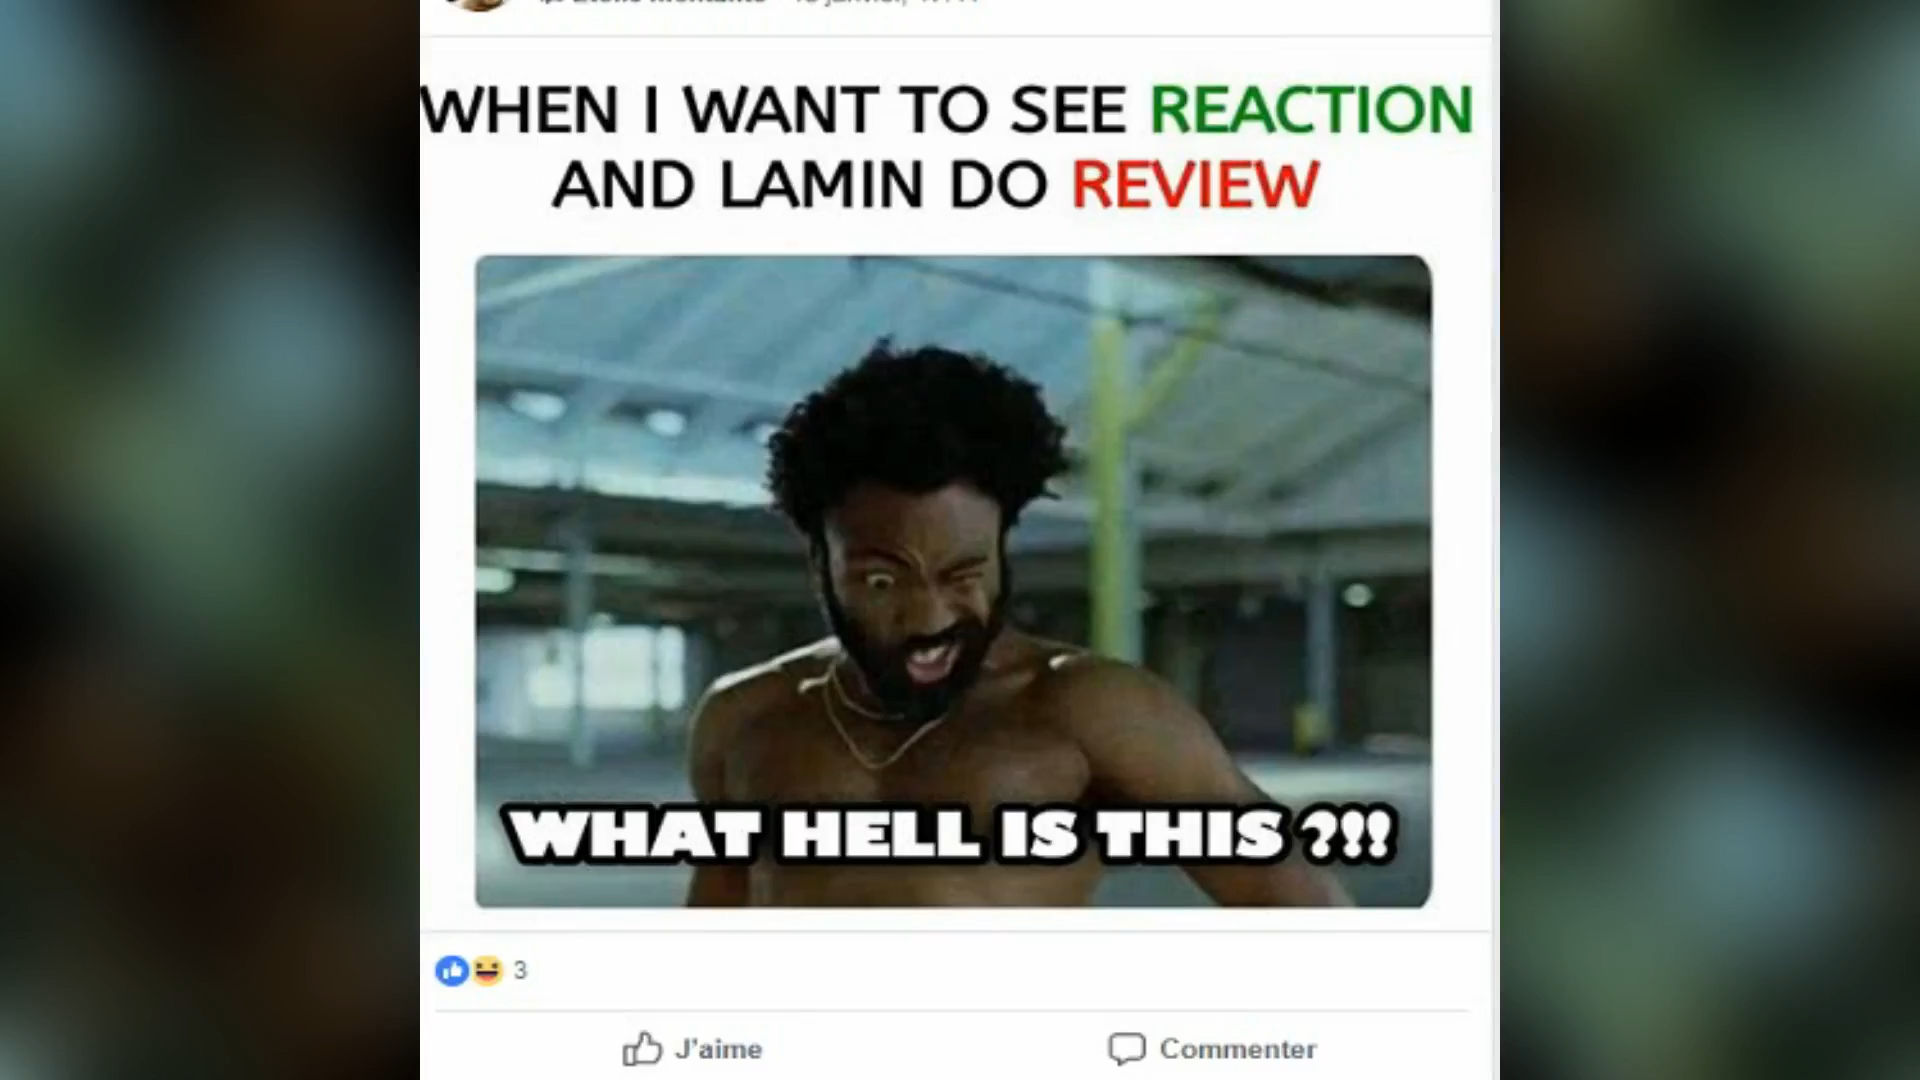 WHEN I WANT TO SEE REACTION
AND LAMIN DO REVIEW
WHAT HELL IS THIS ?!!
3
J'aime
Commenter